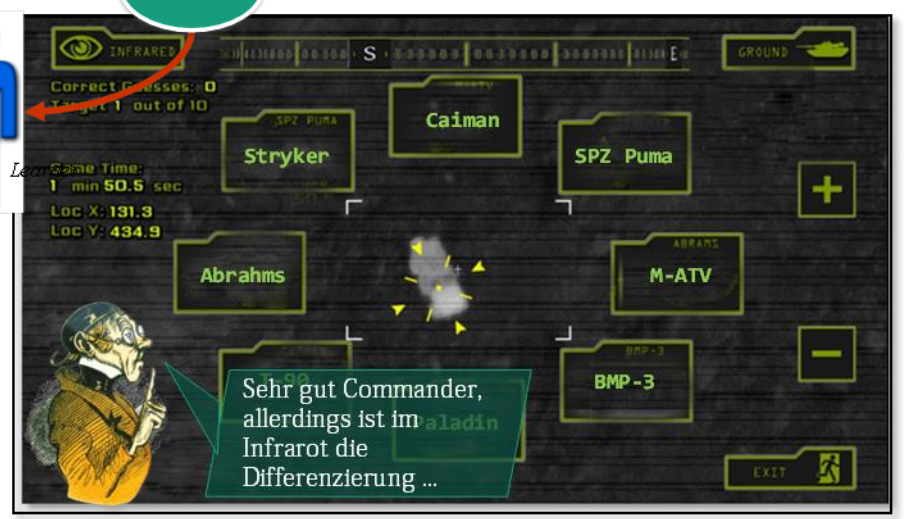 INFRARED
S
E
GROUND
Correct Guesses: 0
Target 1 out of 10
Game Time:
1 min 50.5 sec
Loc X: 131.3
Loc Y: 434.9
SPZ PUMA
Stryker
Caiman
SPZ Puma
Abrahms
ABRAMS
M-ATV
T-90
BMP-3
BMP-3
Paladin
Sehr gut Commander,
allerdings ist im
Infrarot die
Differenzierung ...
EXIT